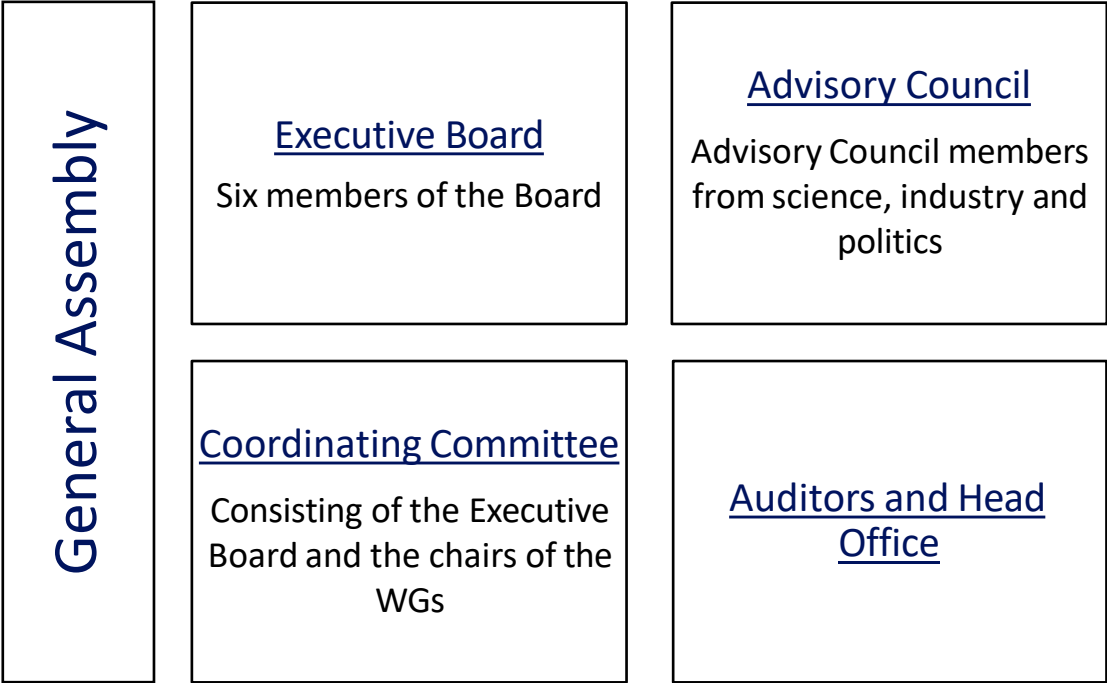 General Assembly
Executive Board
Six members of the Board
Advisory Council
Advisory Council members
from science, industry and
politics
Coordinating Committee
Consisting of the Executive
Board and the chairs of the
WGs
Auditors and Head
Office